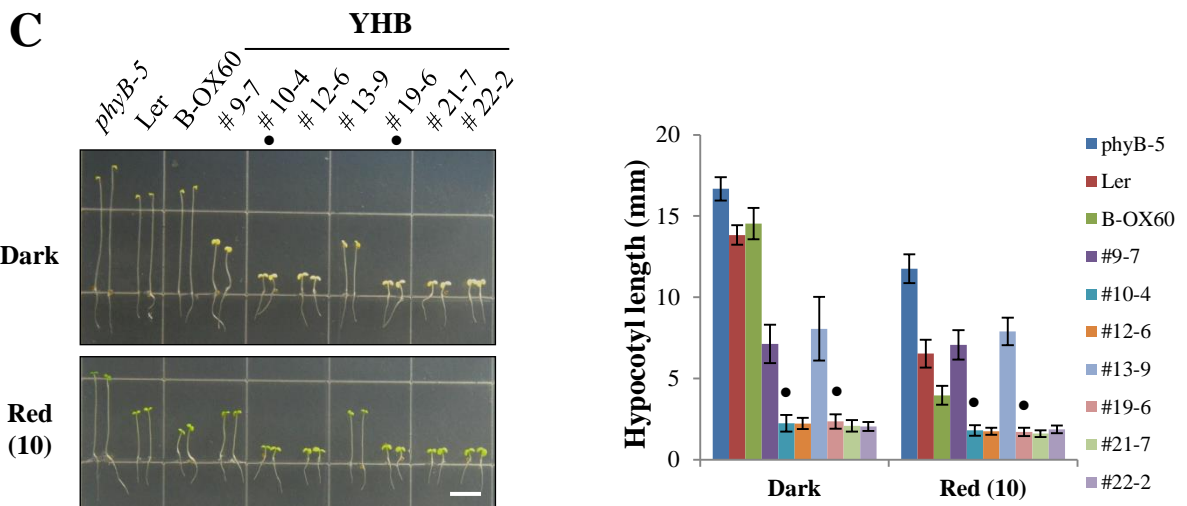 C
YHB
phyB-5
Ler
B-OX60
# 9-7
# 10-4
# 12-6
# 13-9
# 19-6
# 21-7
# 22-2
Dark
Red
(10)
Hypocotyl length (mm)
20
15
10
5
0
Dark
Red (10)
phyB-5
Ler
B-OX60
#9-7
#10-4
#12-6
#13-9
#19-6
#21-7
#22-2